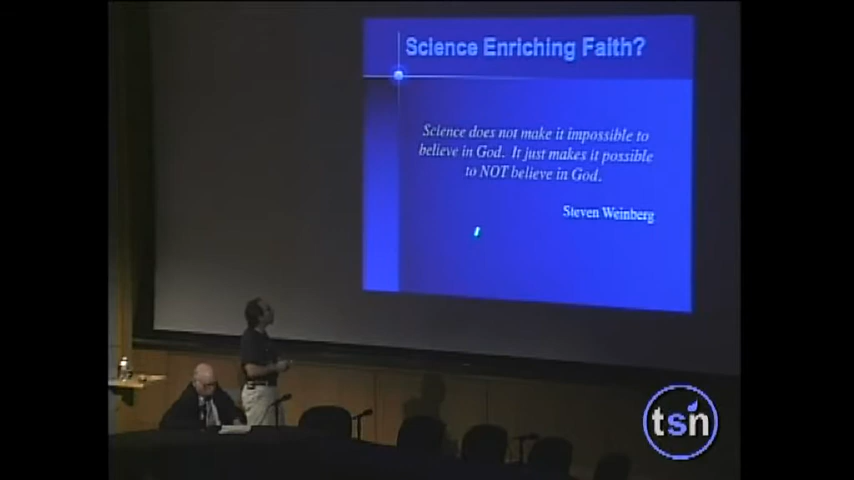 Science Enriching Faith?
Science does not make it impossible to
believe in God. It just makes it possible
to NOT believe in God.
Steven Weinberg
tsn